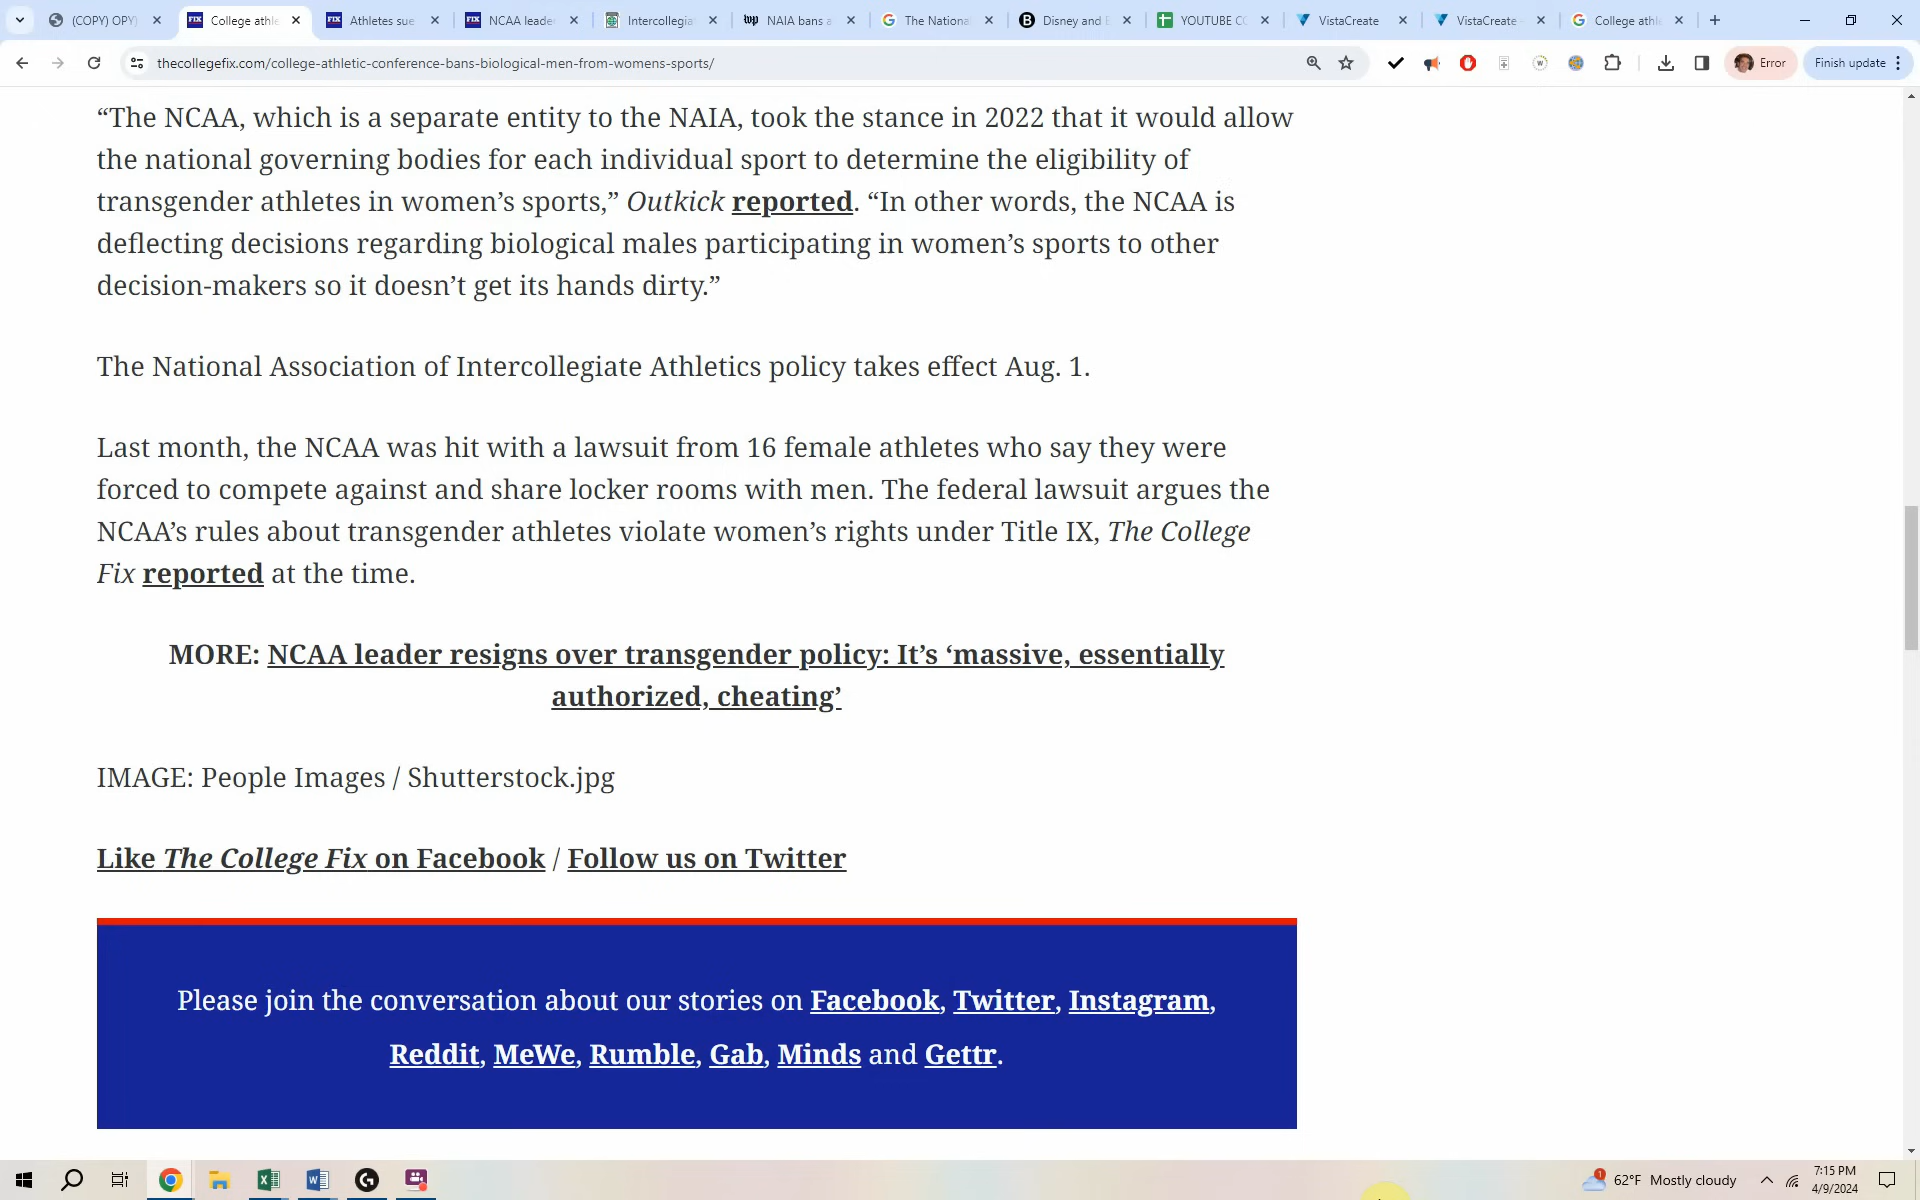 (COPY) OPY)
College athle
Athletes sue
NCAA leade
Intercollegia
NAIA bans a
The Nationa
Disney and E
YOUTUBE CC
VistaCreate
VistaCreate -
College athle
thecollegefix.com/college-athletic-conference-bans-biological-men-from-womens-sports/
Error
Finish update
“The NCAA, which is a separate entity to the NAIA, took the stance in 2022 that it would allow
the national governing bodies for each individual sport to determine the eligibility of
transgender athletes in women’s sports,” Outkick reported. “In other words, the NCAA is
deflecting decisions regarding biological males participating in women’s sports to other
decision-makers so it doesn’t get its hands dirty.”
The National Association of Intercollegiate Athletics policy takes effect Aug. 1.
Last month, the NCAA was hit with a lawsuit from 16 female athletes who say they were
forced to compete against and share locker rooms with men. The federal lawsuit argues the
NCAA’s rules about transgender athletes violate women’s rights under Title IX, The College
Fix reported at the time.
MORE: NCAA leader resigns over transgender policy: It’s ‘massive, essentially
authorized, cheating’
IMAGE: People Images / Shutterstock.jpg
Like The College Fix on Facebook / Follow us on Twitter
Please join the conversation about our stories on Facebook, Twitter, Instagram,
Reddit, MeWe, Rumble, Gab, Minds and Gettr.
1
62°F Mostly cloudy
7:15 PM
4/9/2024